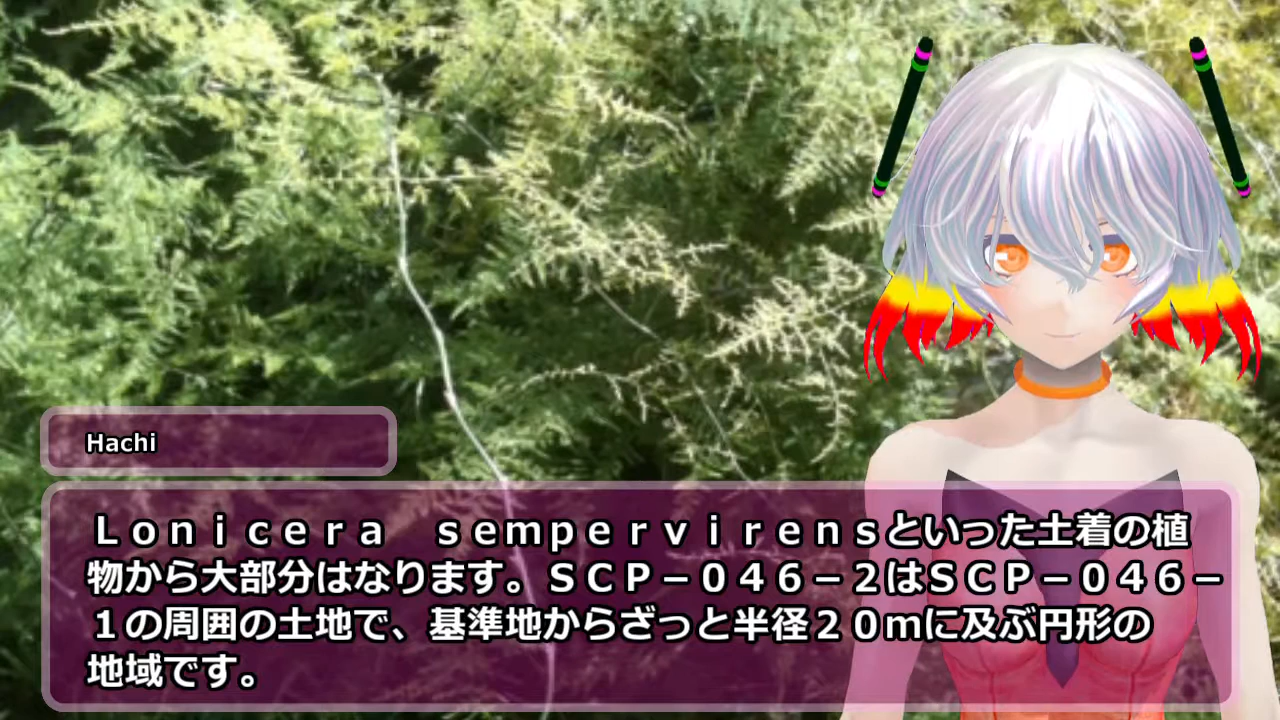 Hachi
Ｌｏｎｉｃｅｒａ　ｓｅｍｐｅｒｖｉｒｅｎｓといった土着の植
物から大部分はなります。ＳＣＰ－０４６－２はＳＣＰ－０４６－
１の周囲の土地で、基準地からざっと半径２０ｍに及ぶ円形の
地域です。